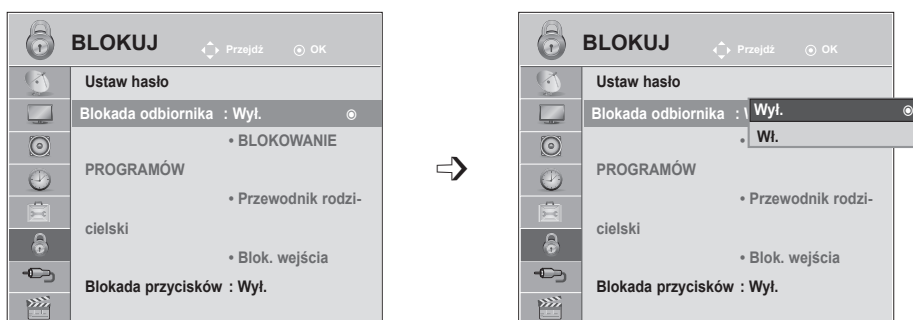 BLOKUJ
Przejdź
OK
Ustaw hasło
Blokada odbiornika : Wył.
• BLOKOWANIE
PROGRAMÓW
• Przewodnik rodzi-
cielski
• Blok. wejścia
Blokada przycisków : Wył.
BLOKUJ
Przejdź
OK
Ustaw hasło
Blokada odbiornika :
Wył.
Wł.
PROGRAMÓW
• Przewodnik rodzi-
cielski
• Blok. wejścia
Blokada przycisków : Wył.